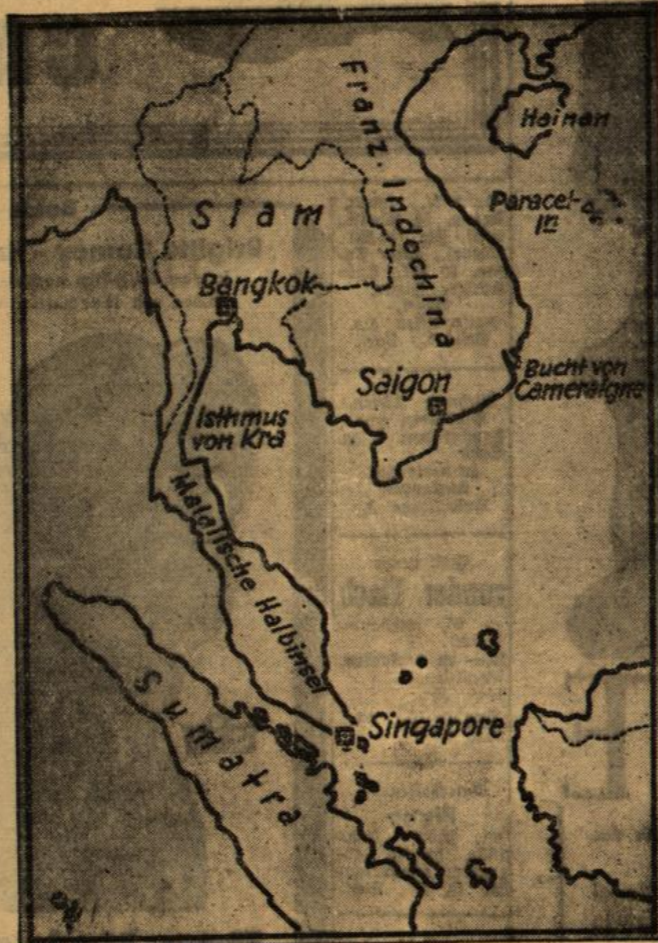 Franz. Indochina
Hainan
Paracel-
In
Siam
Bangkok
Saigon
Bucht von
Cameraigne
Isthmus
von Kra
Malaiische Halbinsel
Sumatra
Singapore